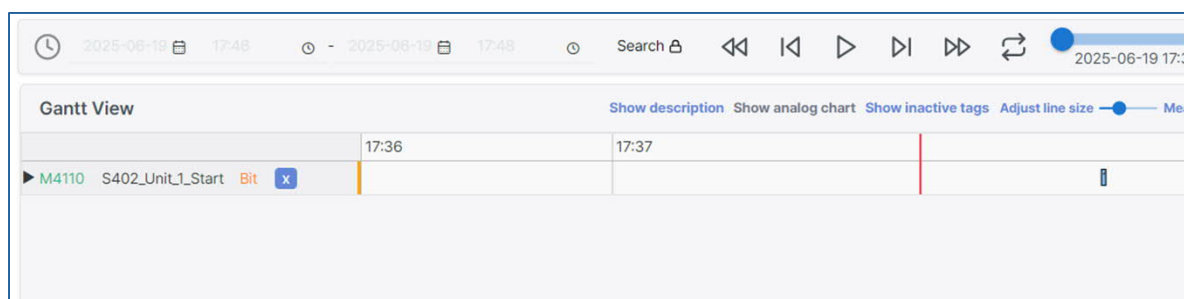 2025-06-19 17:46 - 2025-06-19 17:48 Search
2025-06-19 17:3
Gantt View Show description Show analog chart Show inactive tags Adjust line size Me
17:36 17:37
M4110 S402_Unit_1_Start Bit x